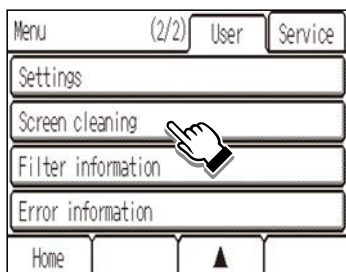 Menu (2/2) User Service
Settings
Screen cleaning
Filter information
Error information
Home ▲